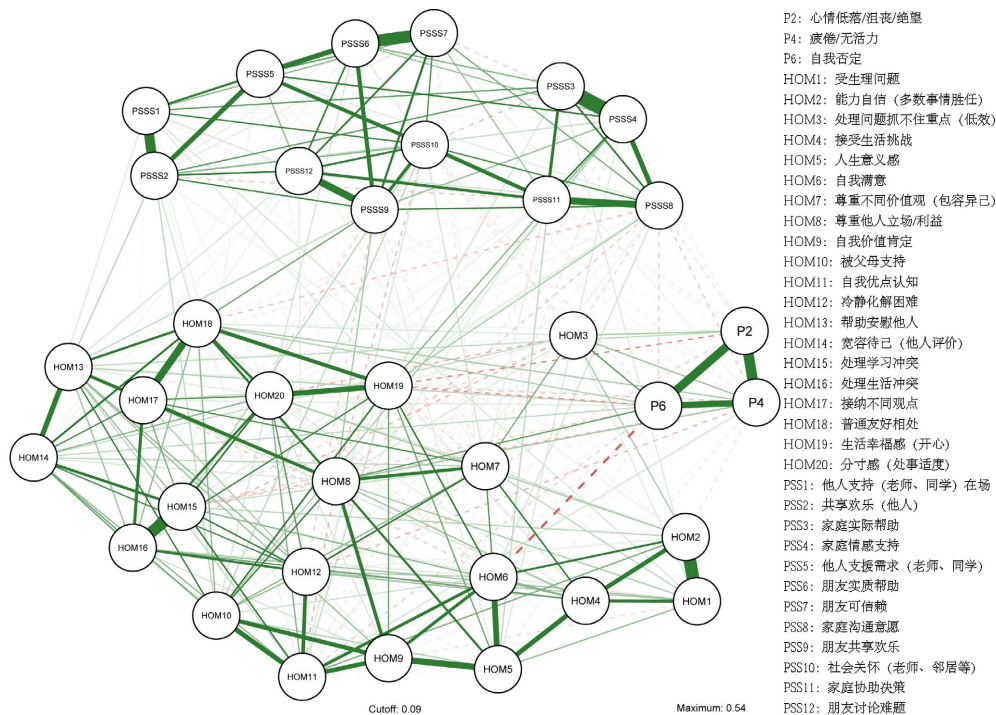 PSSS7
PSSS6
PSSS5
PSSS3
PSSS1
PSSS4
PSSS10
PSSS12
PSSS2
PSSS11
PSSS9
PSSS8
HOM18
P2
HOM3
HOM13
HOM19
HOM20
HOM17
P6
P4
HOM14
HOM7
HOM8
HOM15
HOM2
HOM16
HOM12
HOM6
HOM4
HOM1
HOM10
HOM9
HOM5
HOM11
Cutoff: 0.09
Maximum: 0.54
P2: 心情低落/沮丧/绝望
P4: 疲倦/无活力
P6: 自我否定
HOM1: 受生理问题
HOM2: 能力自信 (多数事情胜任)
HOM3: 处理问题抓不住重点 (低效)
HOM4: 接受生活挑战
HOM5: 人生意义感
HOM6: 自我满意
HOM7: 尊重不同价值观 (包容异己)
HOM8: 尊重他人立场/利益
HOM9: 自我价值肯定
HOM10: 被父母支持
HOM11: 自我优点认知
HOM12: 冷静化解困难
HOM13: 帮助安慰他人
HOM14: 宽容待己 (他人评价)
HOM15: 处理学习冲突
HOM16: 处理生活冲突
HOM17: 接纳不同观点
HOM18: 普通友好相处
HOM19: 生活幸福感 (开心)
HOM20: 分寸感 (处事适度)
PSS1: 他人支持 (老师、同学) 在场
PSS2: 共享欢乐 (他人)
PSS3: 家庭实际帮助
PSS4: 家庭情感支持
PSS5: 他人支援需求 (老师、同学)
PSS6: 朋友实质帮助
PSS7: 朋友可信赖
PSS8: 家庭沟通意愿
PSS9: 朋友共享欢乐
PSS10: 社会关怀 (老师、邻居等)
PSS11: 家庭协助决策
PSS12: 朋友讨论难题